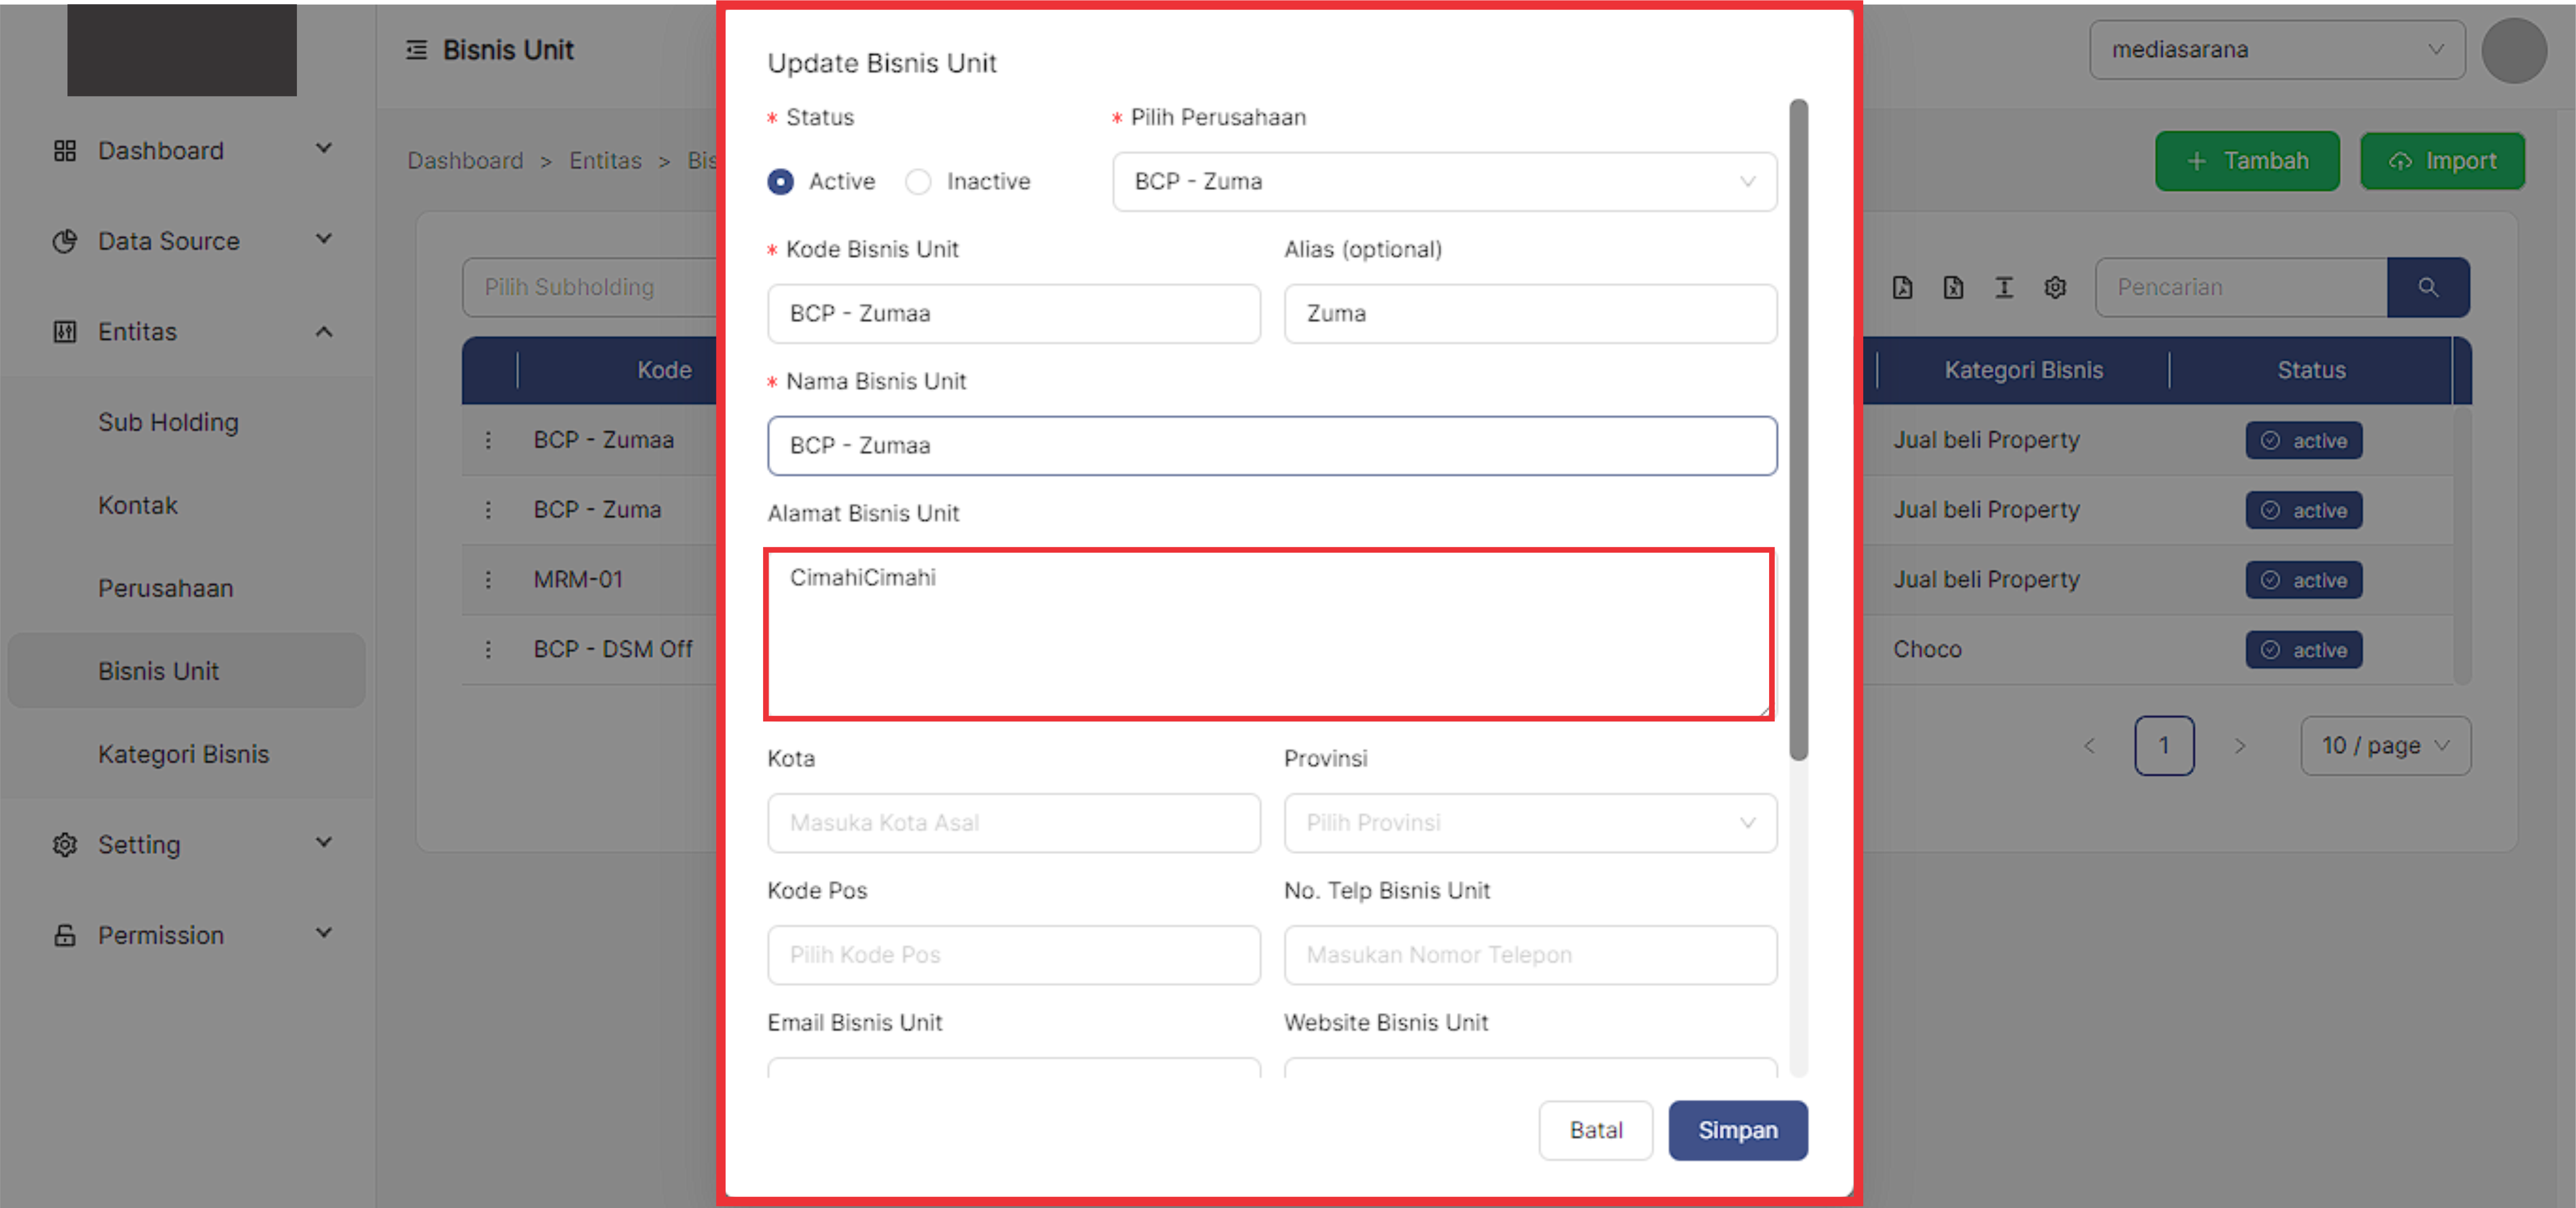 Bisnis Unit
mediasarana
Dashboard
Data Source
Entitas
Sub Holding
Kontak
Perusahaan
Bisnis Unit
Kategori Bisnis
Setting
Permission
Dashboard > Entitas >
+ Tambah
Import
Pilih Subholding
Pencarian
Kode
Kategori Bisnis
Status
BCP - Zumaa
Jual beli Property
active
BCP - Zuma
Jual beli Property
active
MRM-01
Jual beli Property
active
BCP - DSM Off
Choco
active
< 1 >
10 / page
Update Bisnis Unit
* Status
* Pilih Perusahaan
Active
Inactive
BCP - Zuma
* Kode Bisnis Unit
Alias (optional)
BCP - Zumaa
Zuma
* Nama Bisnis Unit
BCP - Zumaa
Alamat Bisnis Unit
CimahiCimahi
Kota
Provinsi
Masuka Kota Asal
Pilih Provinsi
Kode Pos
No. Telp Bisnis Unit
Pilih Kode Pos
Masukan Nomor Telepon
Email Bisnis Unit
Website Bisnis Unit
Batal
Simpan